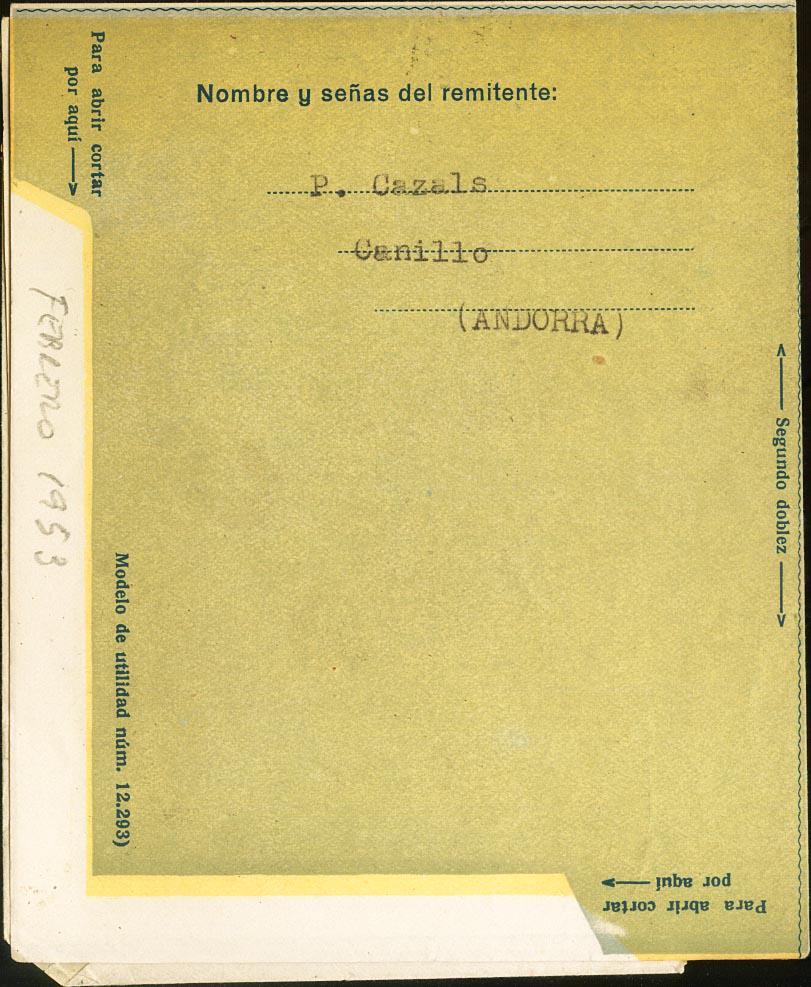 Para abrir cortar
por aquí
Nombre y señas del remitente:
P. Cazals
Canillo
(ANDORRA)
Segundo doblez
FEBRERO 1953
Modelo de utilidad núm. 12.293)
Para abrir cortar
por aquí